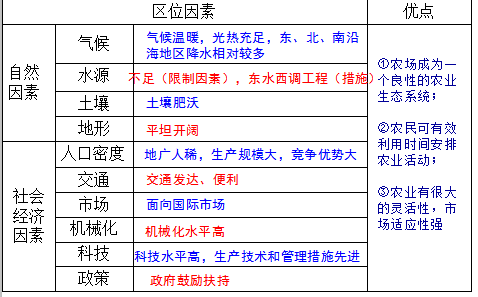 区位因素 优点
自然
因素
气候 气候温暖，光热充足，东、北、南沿
海地区降水相对较多
水源 不足（限制因素），东水西调工程（措施）
土壤 土壤肥沃
地形 平坦开阔
社会
经济
因素
人口密度 地广人稀，生产规模大，竞争优势大
交通 交通发达、便利
市场 面向国际市场
机械化 机械化水平高
科技 科技水平高，生产技术和管理措施先进
政策 政府鼓励扶持
①农场成为一
个良性的农业
生态系统；
②农民可有效
利用时间安排
农业活动；
③农业有很大
的灵活性，市
场适应性强